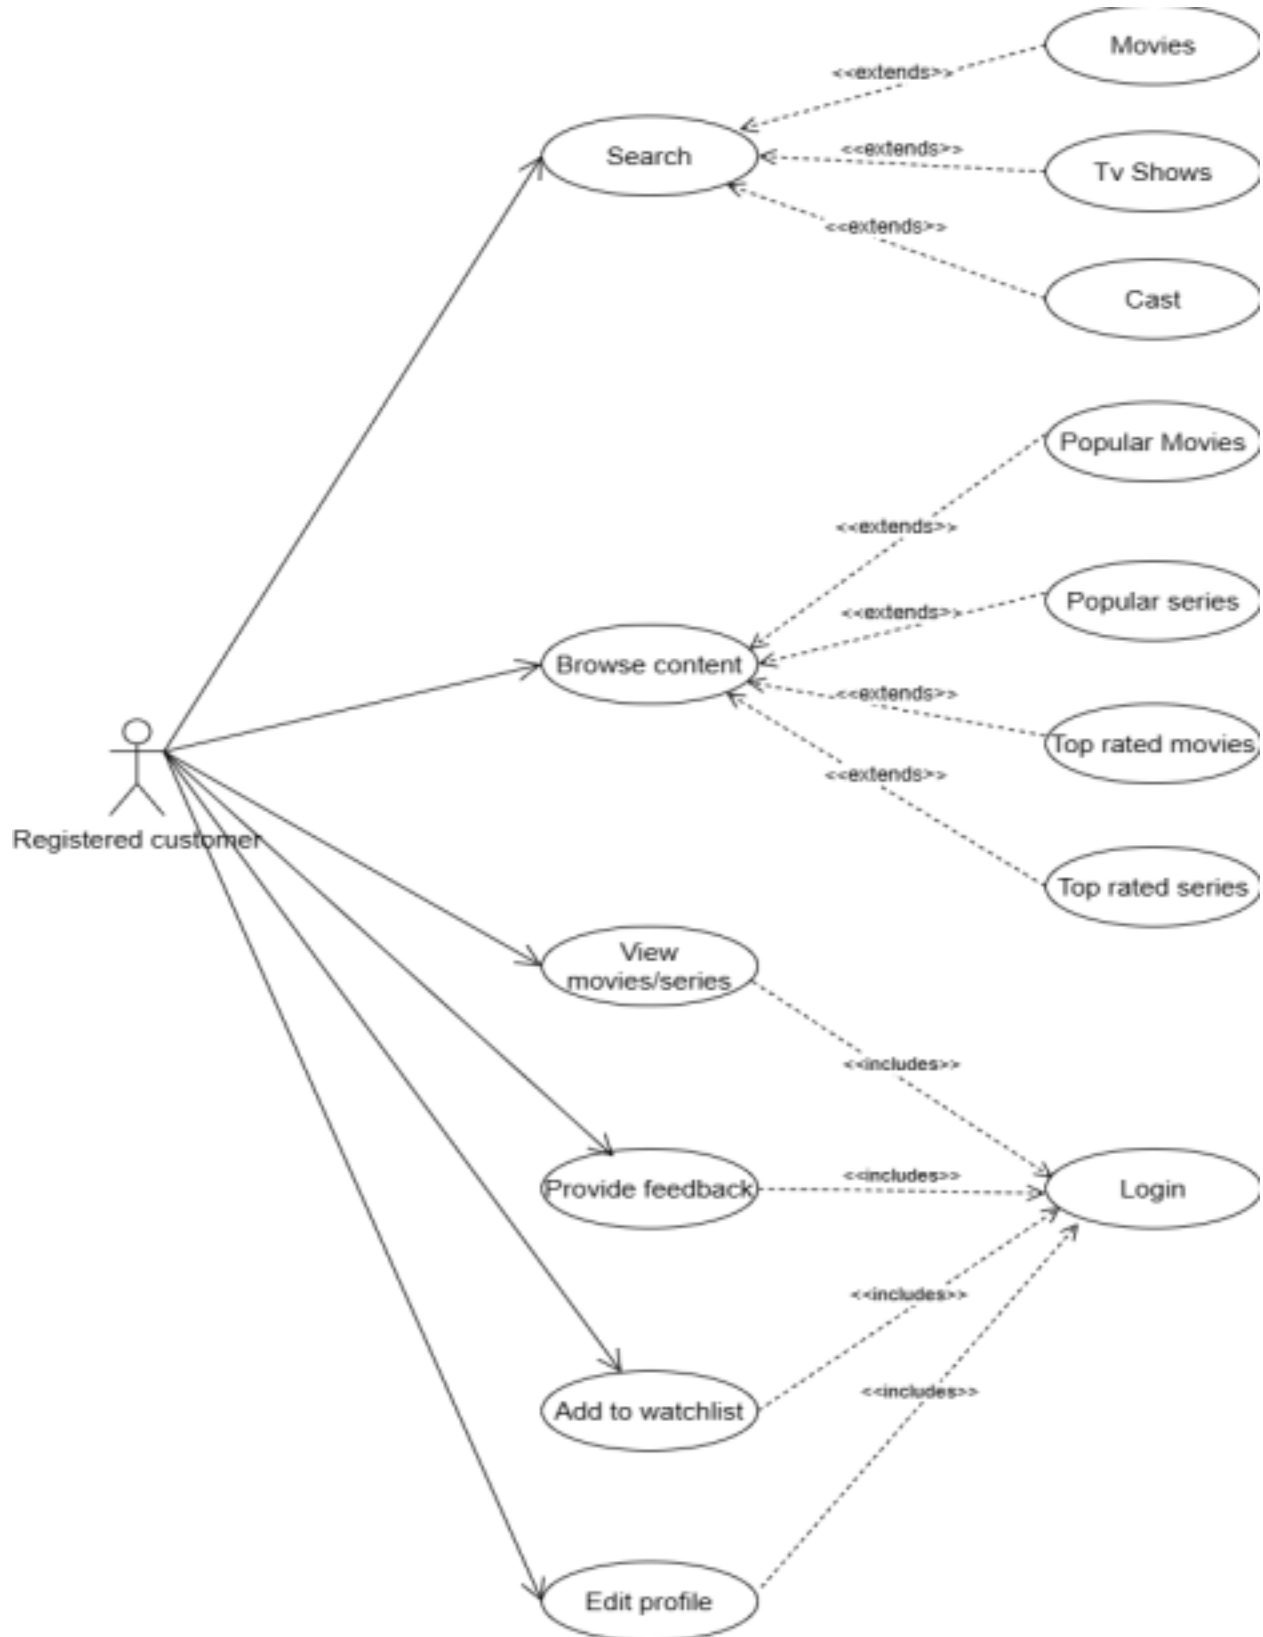 Movies
<<extends>>
Search
<<extends>>
Tv Shows
<<extends>>
Cast
Popular Movies
<<extends>>
Popular series
<<extends>>
Browse content
<<extends>>
Top rated movies
<<extends>>
Registered customer
Top rated series
View
movies/series
<<includes>>
Provide feedback
<<includes>>
Login
<<includes>>
Add to watchlist
<<includes>>
Edit profile